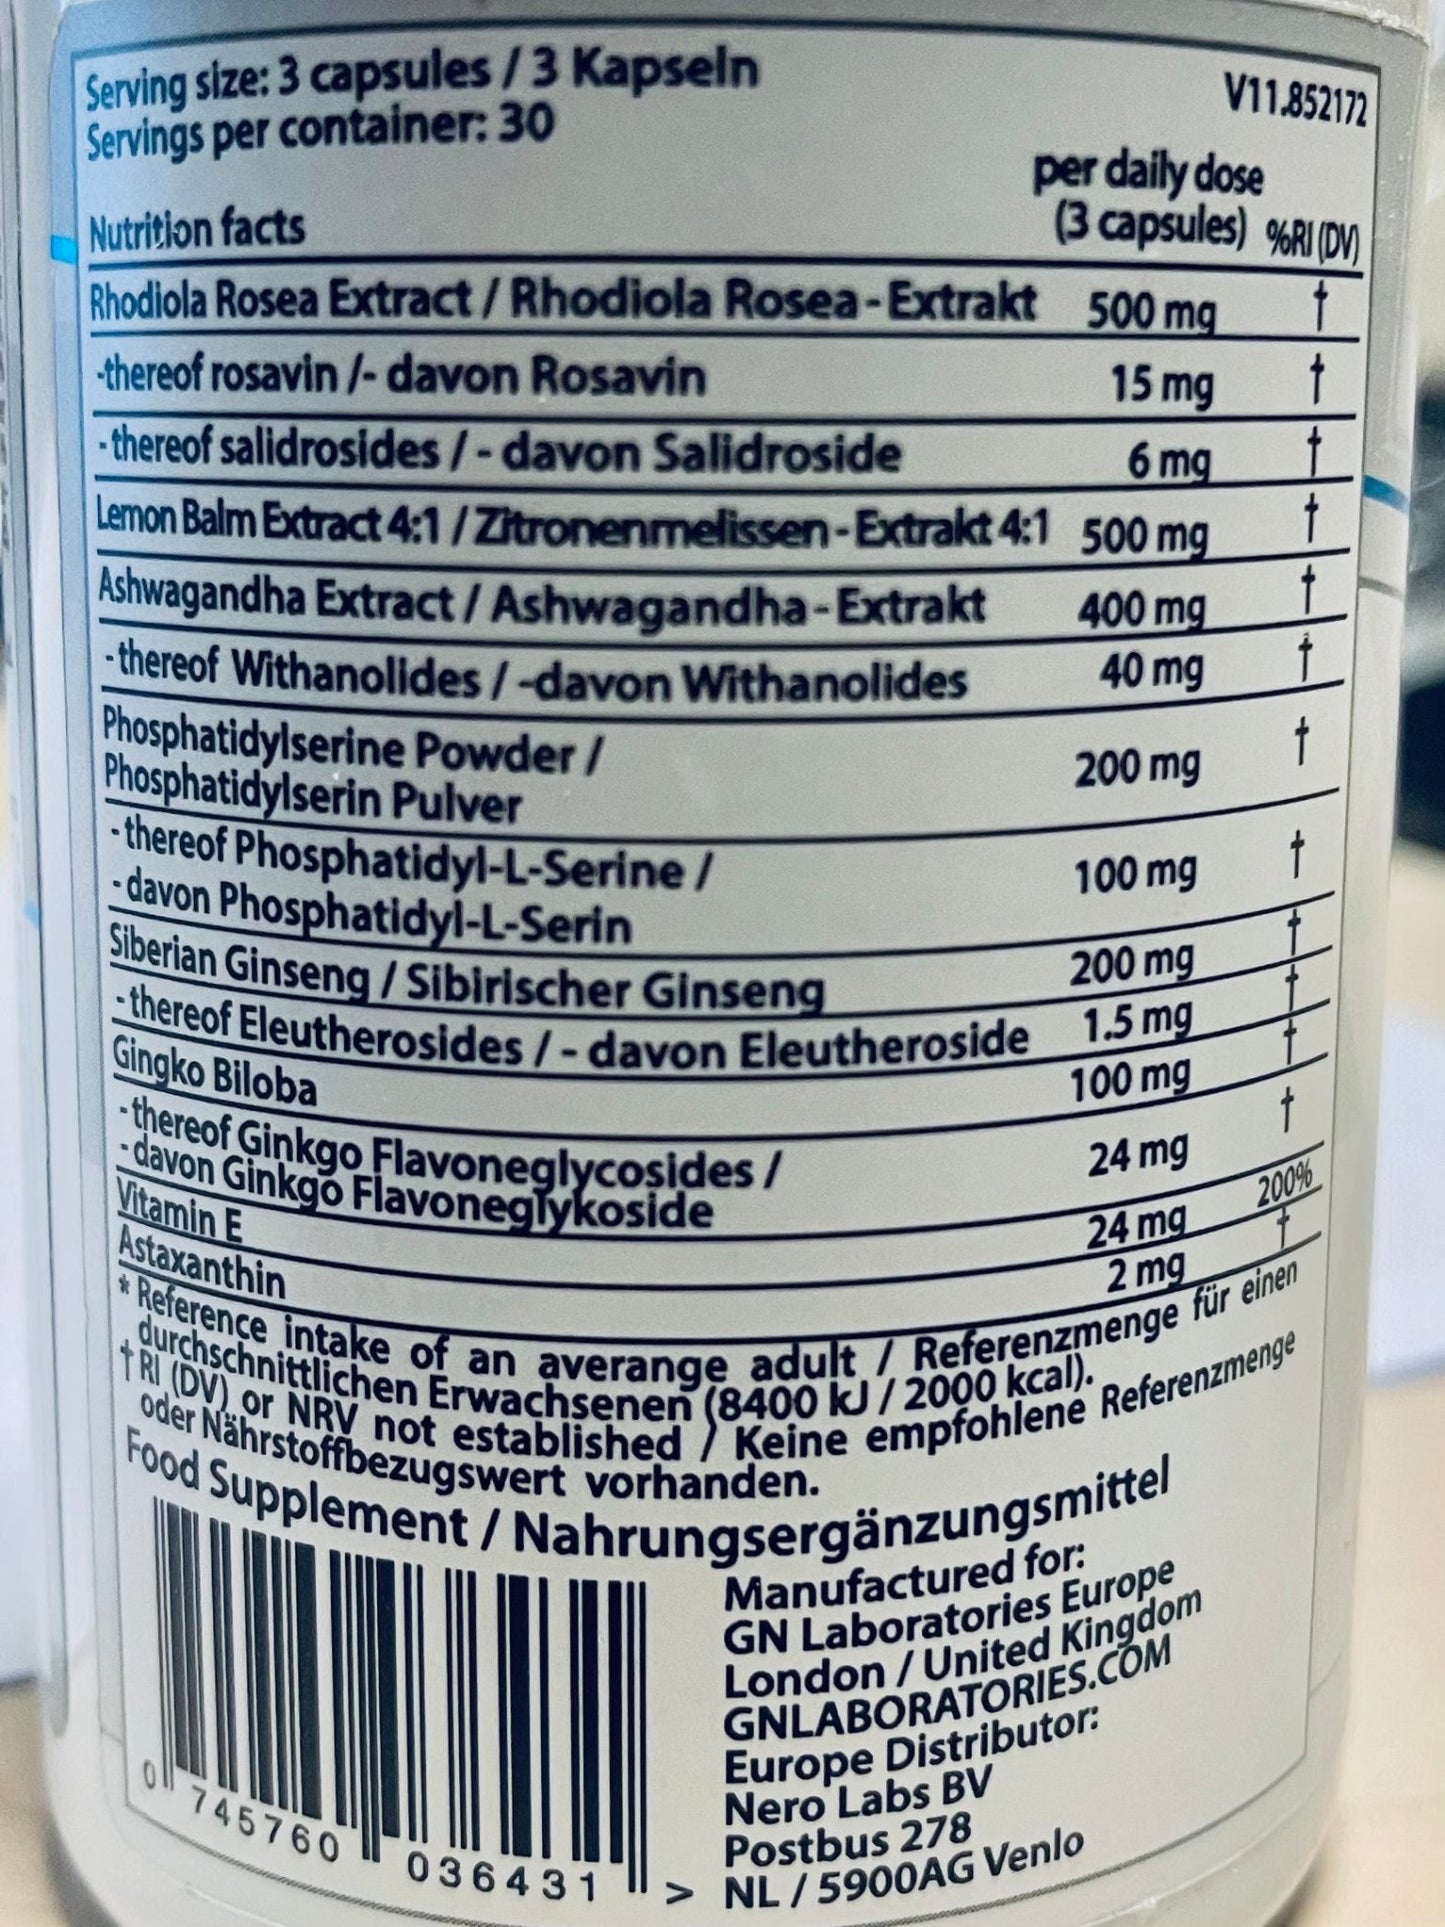 Serving size: 3 capsules / 3 Kapseln
Servings per container: 30
V11.852172
Nutrition facts
per daily dose
(3 capsules) %RI (DV)
Rhodiola Rosea Extract / Rhodiola Rosea - Extrakt 500 mg †
-thereof rosavin /- davon Rosavin 15 mg †
- thereof salidrosides / - davon Salidroside 6 mg †
Lemon Balm Extract 4:1 / Zitronenmelissen - Extrakt 4:1 500 mg †
Ashwagandha Extract / Ashwagandha - Extrakt 400 mg †
- thereof Withanolides / -davon Withanolides 40 mg †
Phosphatidylserine Powder /
Phosphatidylserin Pulver 200 mg †
- thereof Phosphatidyl-L-Serine /
- davon Phosphatidyl-L-Serin 100 mg †
Siberian Ginseng / Sibirischer Ginseng 200 mg †
- thereof Eleutherosides / - davon Eleutheroside 1.5 mg †
Gingko Biloba 100 mg †
- thereof Ginkgo Flavoneglycosides /
- davon Ginkgo Flavoneglykoside 24 mg †
Vitamin E 24 mg 200%
Astaxanthin 2 mg †
* Reference intake of an averange adult / Referenzmenge für einen
durchschnittlichen Erwachsenen (8400 kJ / 2000 kcal).
† RI (DV) or NRV not established / Keine empfohlene Referenzmenge
oder Nährstoffbezugswert vorhanden.
Food Supplement / Nahrungsergänzungsmittel
Manufactured for:
GN Laboratories Europe
London / United Kingdom
GNLABORATORIES.COM
Europe Distributor:
Nero Labs BV
Postbus 278
NL / 5900AG Venlo
0 745760 036431 >